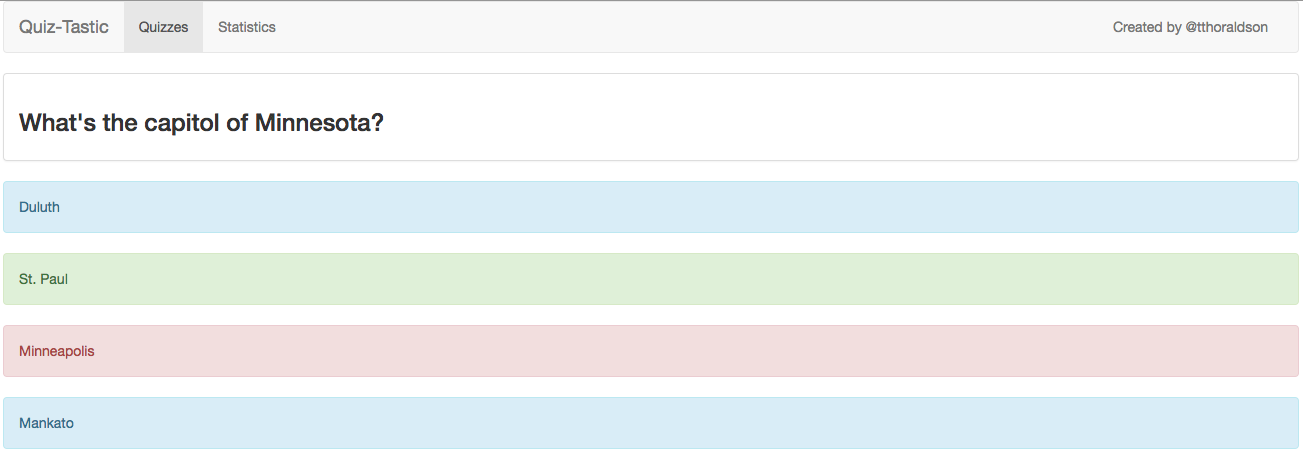 Quiz-Tastic Quizzes Statistics Created by @tthoraldson
What's the capitol of Minnesota?
Duluth
St. Paul
Minneapolis
Mankato